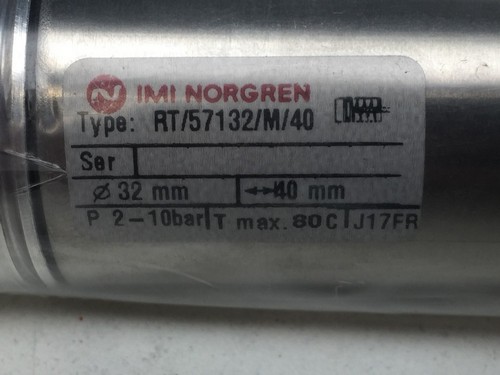 IMI NORGREN
Type: RT/57132/M/40
Ser
ø 32 mm 40 mm
P 2-10bar T max. 80C J17FR